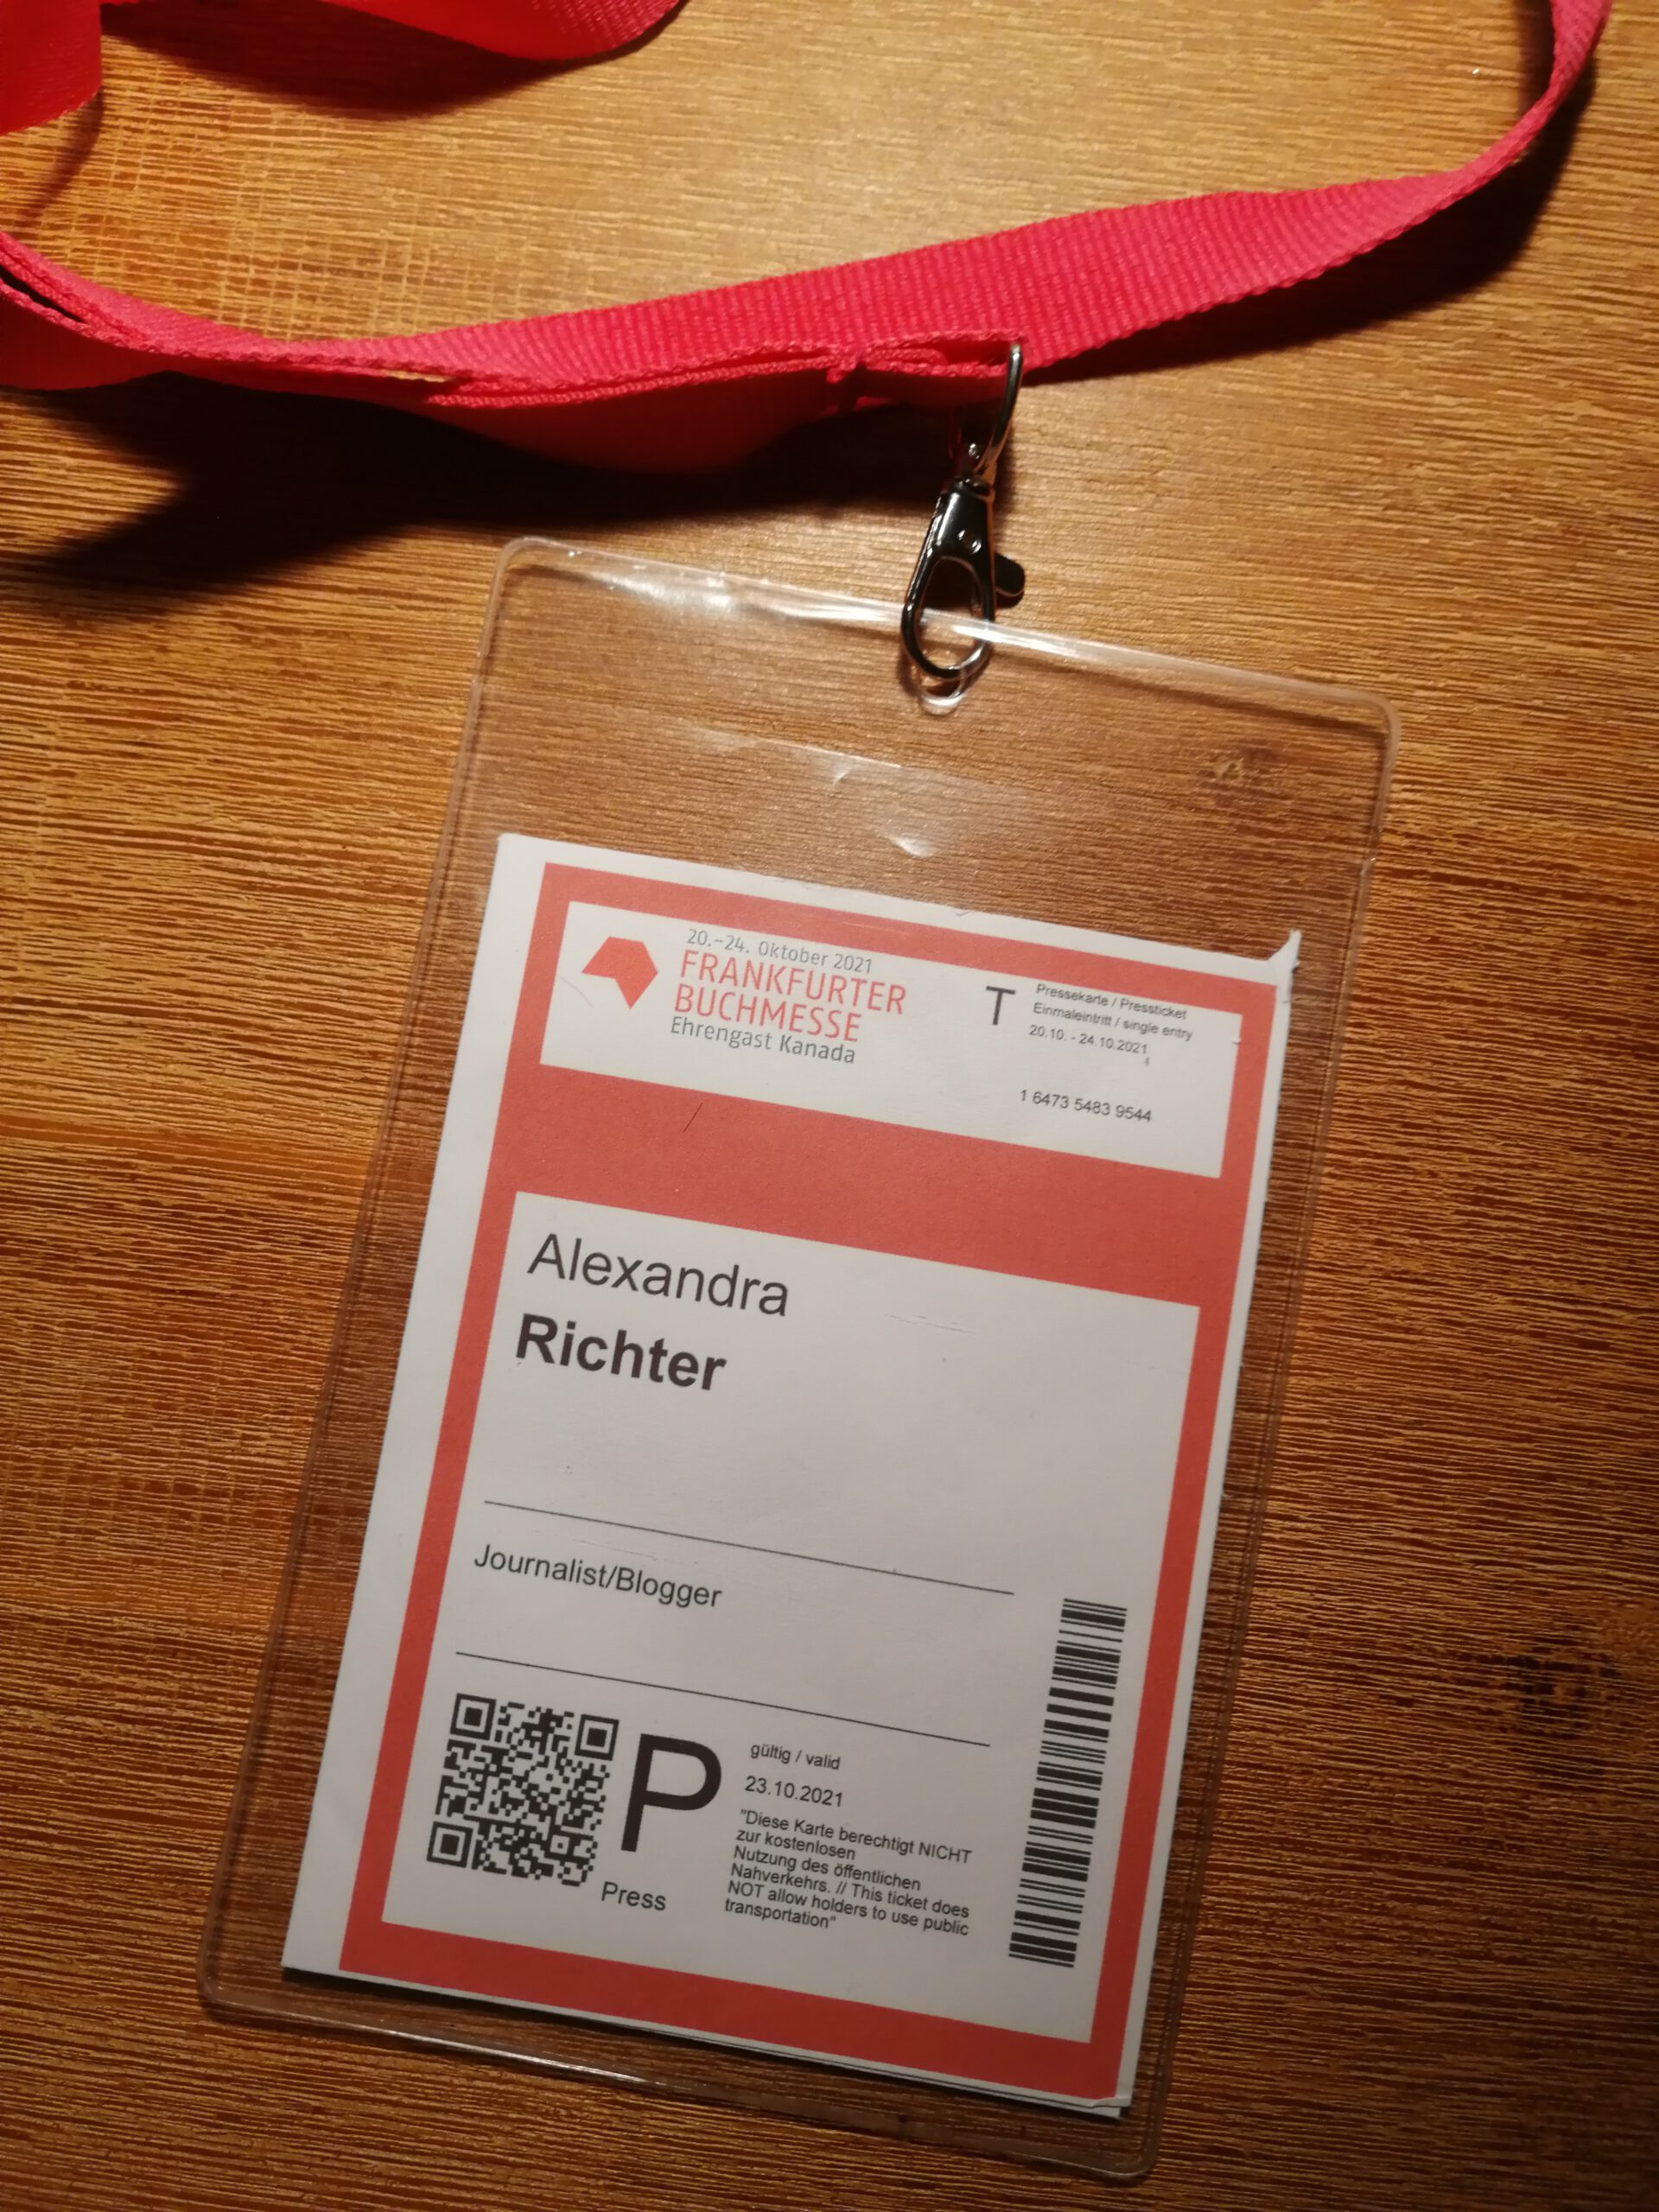 20.–24. Oktober 2021
FRANKFURTER
BUCHMESSE
Ehrengast Kanada
T
Pressekarte / Pressticket
Einmaleintritt / single entry
20.10. - 24.10.2021
1 6473 5483 9544
Alexandra
Richter
Journalist/Blogger
P
Press
gültig / valid
23.10.2021
"Diese Karte berechtigt NICHT
zur kostenlosen
Nutzung des öffentlichen
Nahverkehrs. // This ticket does
NOT allow holders to use public
transportation"